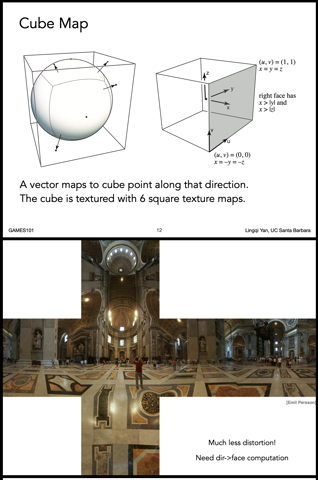 Cube Map
(u, v) = (1, 1)
x = y = z
z
y
x
right face has
x > |y| and
x > |z|
v
u
(u, v) = (0, 0)
x = –y = –z
A vector maps to cube point along that direction.
The cube is textured with 6 square texture maps.
GAMES101
12
Lingqi Yan, UC Santa Barbara
[Emil Persson]
Much less distortion!
Need dir->face computation